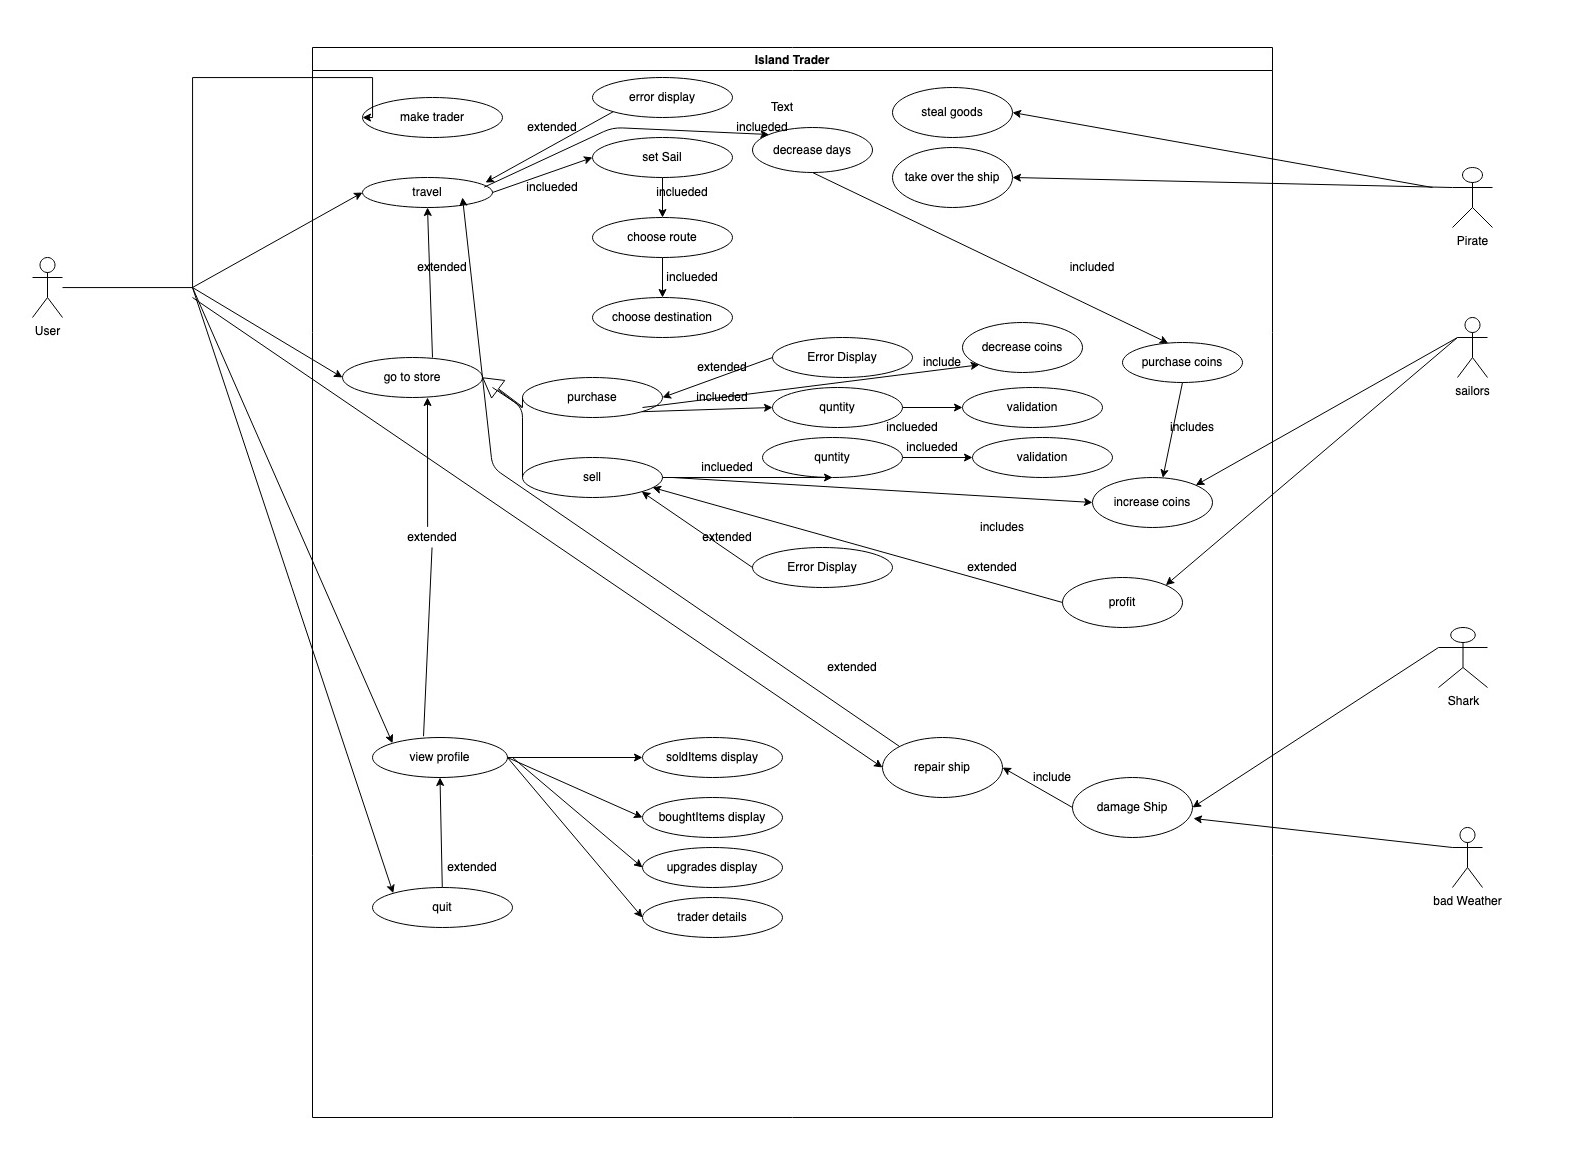 Island Trader
error display
Text
make trader
steal goods
extended
inclueded
decrease days
set Sail
take over the ship
travel
inclueded
inclueded
Pirate
choose route
extended
inclueded
included
choose destination
User
decrease coins
Error Display
include
purchase coins
extended
go to store
purchase
inclueded
sailors
quntity
validation
inclueded
includes
inclueded
quntity
validation
inclueded
sell
increase coins
includes
extended
extended
Error Display
extended
profit
extended
Shark
view profile
soldItems display
repair ship
include
damage Ship
boughtItems display
extended
upgrades display
bad Weather
quit
trader details